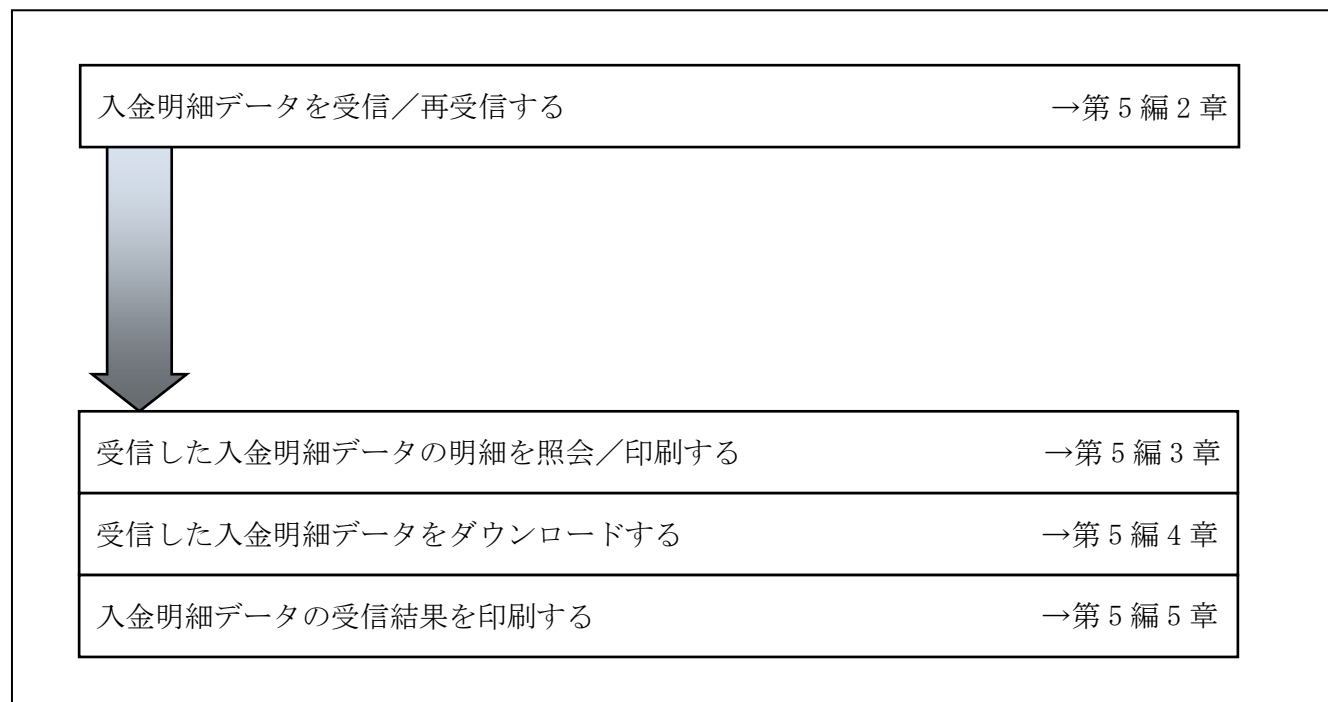 入金明細データを受信／再受信する →第５編２章
受信した入金明細データの明細を照会／印刷する →第５編３章
受信した入金明細データをダウンロードする →第５編４章
入金明細データの受信結果を印刷する →第５編５章